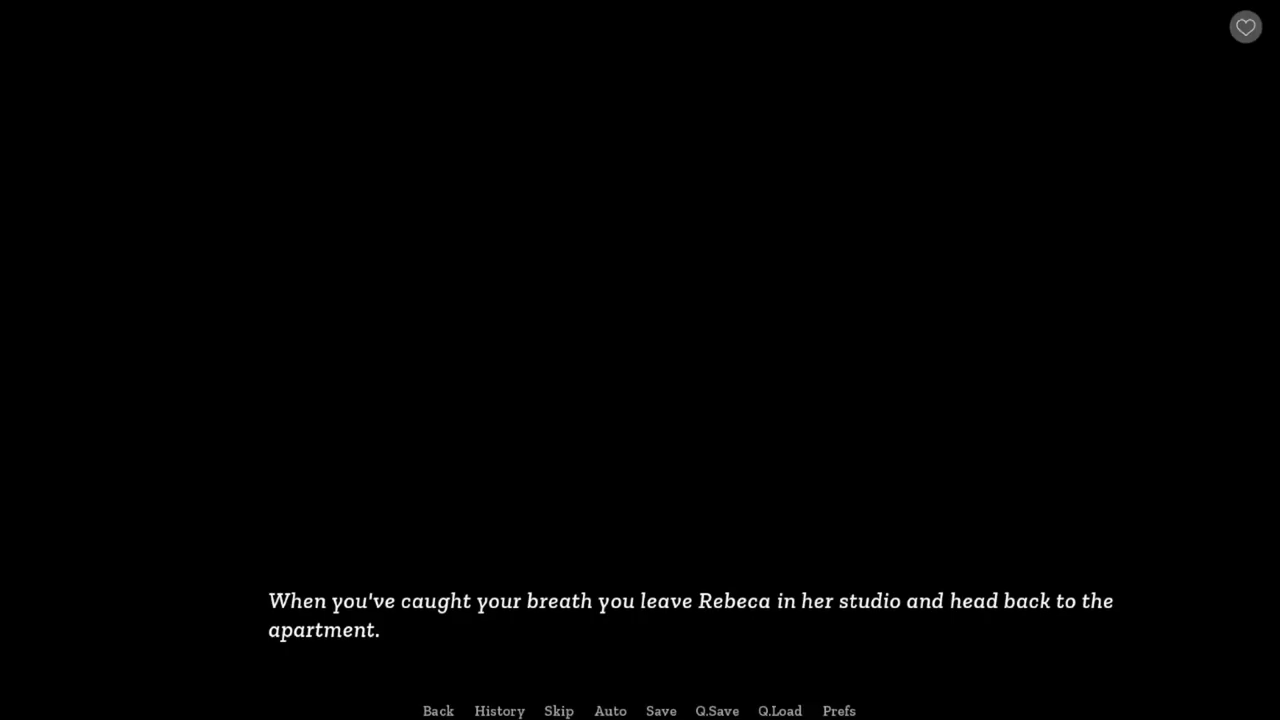 When you've caught your breath you leave Rebeca in her studio and head back to the
apartment.
Back History Skip Auto Save Q.Save Q.Load Prefs